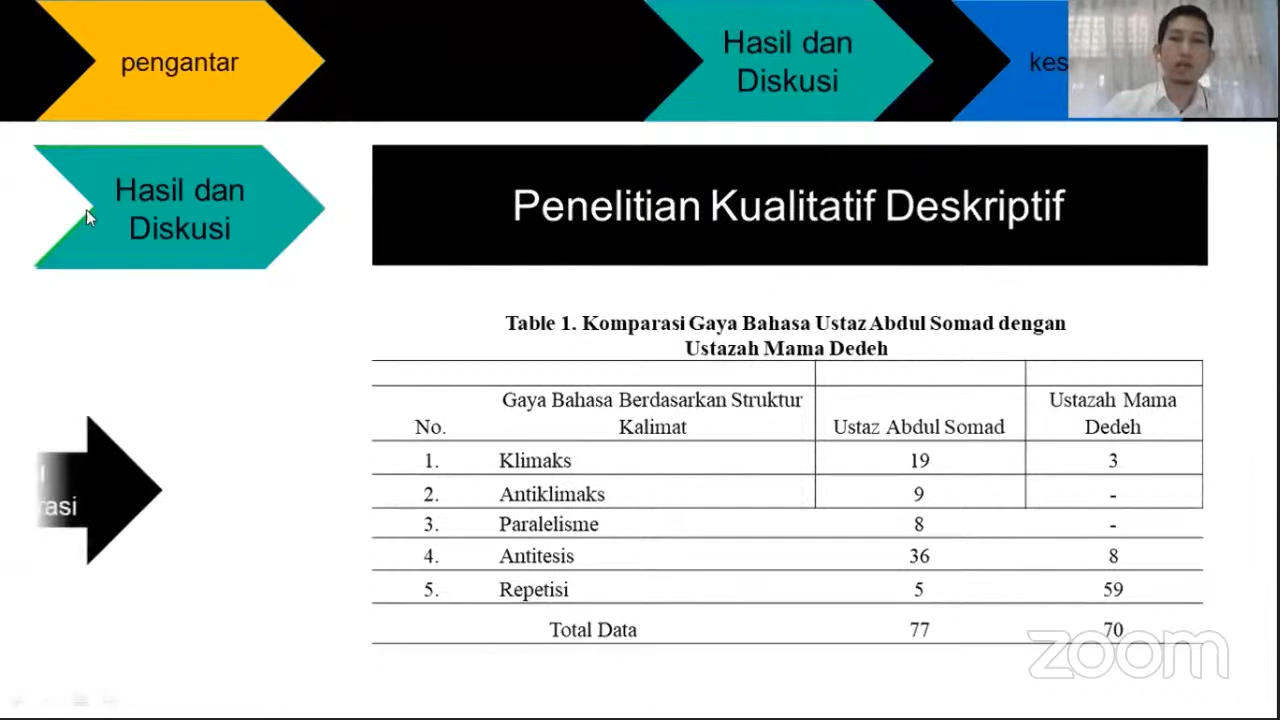 pengantar
Hasil dan
Diskusi
kes
Hasil dan
Diskusi
Penelitian Kualitatif Deskriptif
Table 1. Komparasi Gaya Bahasa Ustaz Abdul Somad dengan
Ustazah Mama Dedeh
No. Gaya Bahasa Berdasarkan Struktur Kalimat Ustaz Abdul Somad Ustazah Mama Dedeh
1. Klimaks 19 3
2. Antiklimaks 9 -
3. Paralelisme 8 -
4. Antitesis 36 8
5. Repetisi 5 59
Total Data 77 70
rasi
zoom